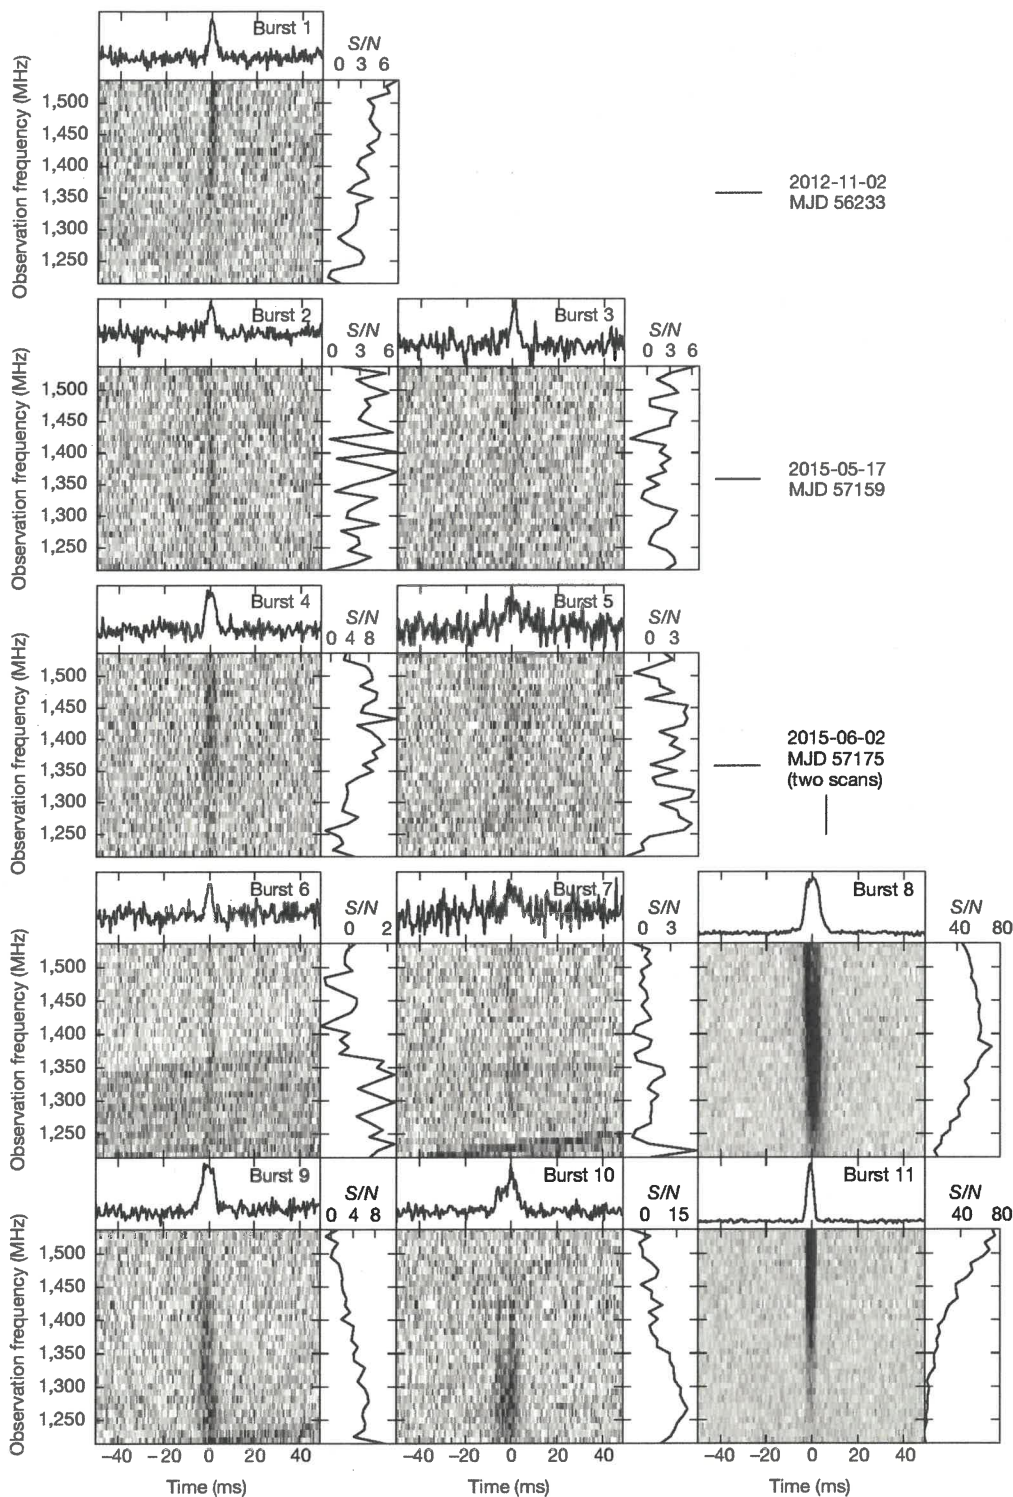 Burst 1
S/N
0 3 6
Observation frequency (MHz)
1,500
1,450
1,400
1,350
1,300
1,250
2012-11-02
MJD 56233
Burst 2
S/N
0 3 6
Burst 3
S/N
0 3 6
Observation frequency (MHz)
1,500
1,450
1,400
1,350
1,300
1,250
2015-05-17
MJD 57159
Burst 4
S/N
0 4 8
Burst 5
S/N
0 3
Observation frequency (MHz)
1,500
1,450
1,400
1,350
1,300
1,250
2015-06-02
MJD 57175
(two scans)
Burst 6
S/N
0 2
Burst 7
S/N
0 3
Burst 8
S/N
40 80
Observation frequency (MHz)
1,500
1,450
1,400
1,350
1,300
1,250
Burst 9
S/N
0 4 8
Burst 10
S/N
0 15
Burst 11
S/N
40 80
Observation frequency (MHz)
1,500
1,450
1,400
1,350
1,300
1,250
−40 −20 0 20 40
−40 −20 0 20 40
−40 −20 0 20 40
Time (ms)
Time (ms)
Time (ms)